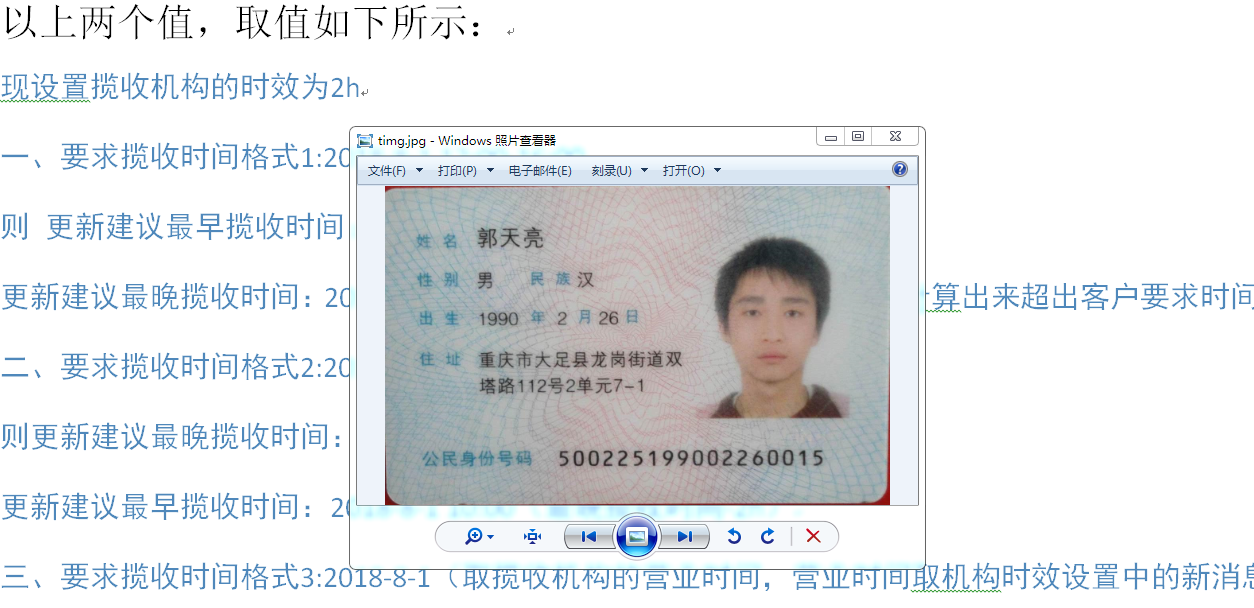 以上两个值，取值如下所示：
现设置揽收机构的时效为2h
timg.jpg - Windows 照片查看器
一、要求揽收时间格式1:20
文件(F) 打印(P) 电子邮件(E) 刻录(U) 打开(O)
则 更新建议最早揽收时间
姓名 郭天亮
性别 男 民族 汉
更新建议最晚揽收时间：20
算出来超出客户要求时间
出生 1990 年 2 月 26 日
住址 重庆市大足县龙岗街道双
塔路112号2单元7-1
二、要求揽收时间格式2:20
则更新建议最晚揽收时间：
公民身份号码 500225199002260015
更新建议最早揽收时间：2
三、要求揽收时间格式3:2018-8-1（取揽收机构的营业时间，营业时间取机构时效设置中的新消息